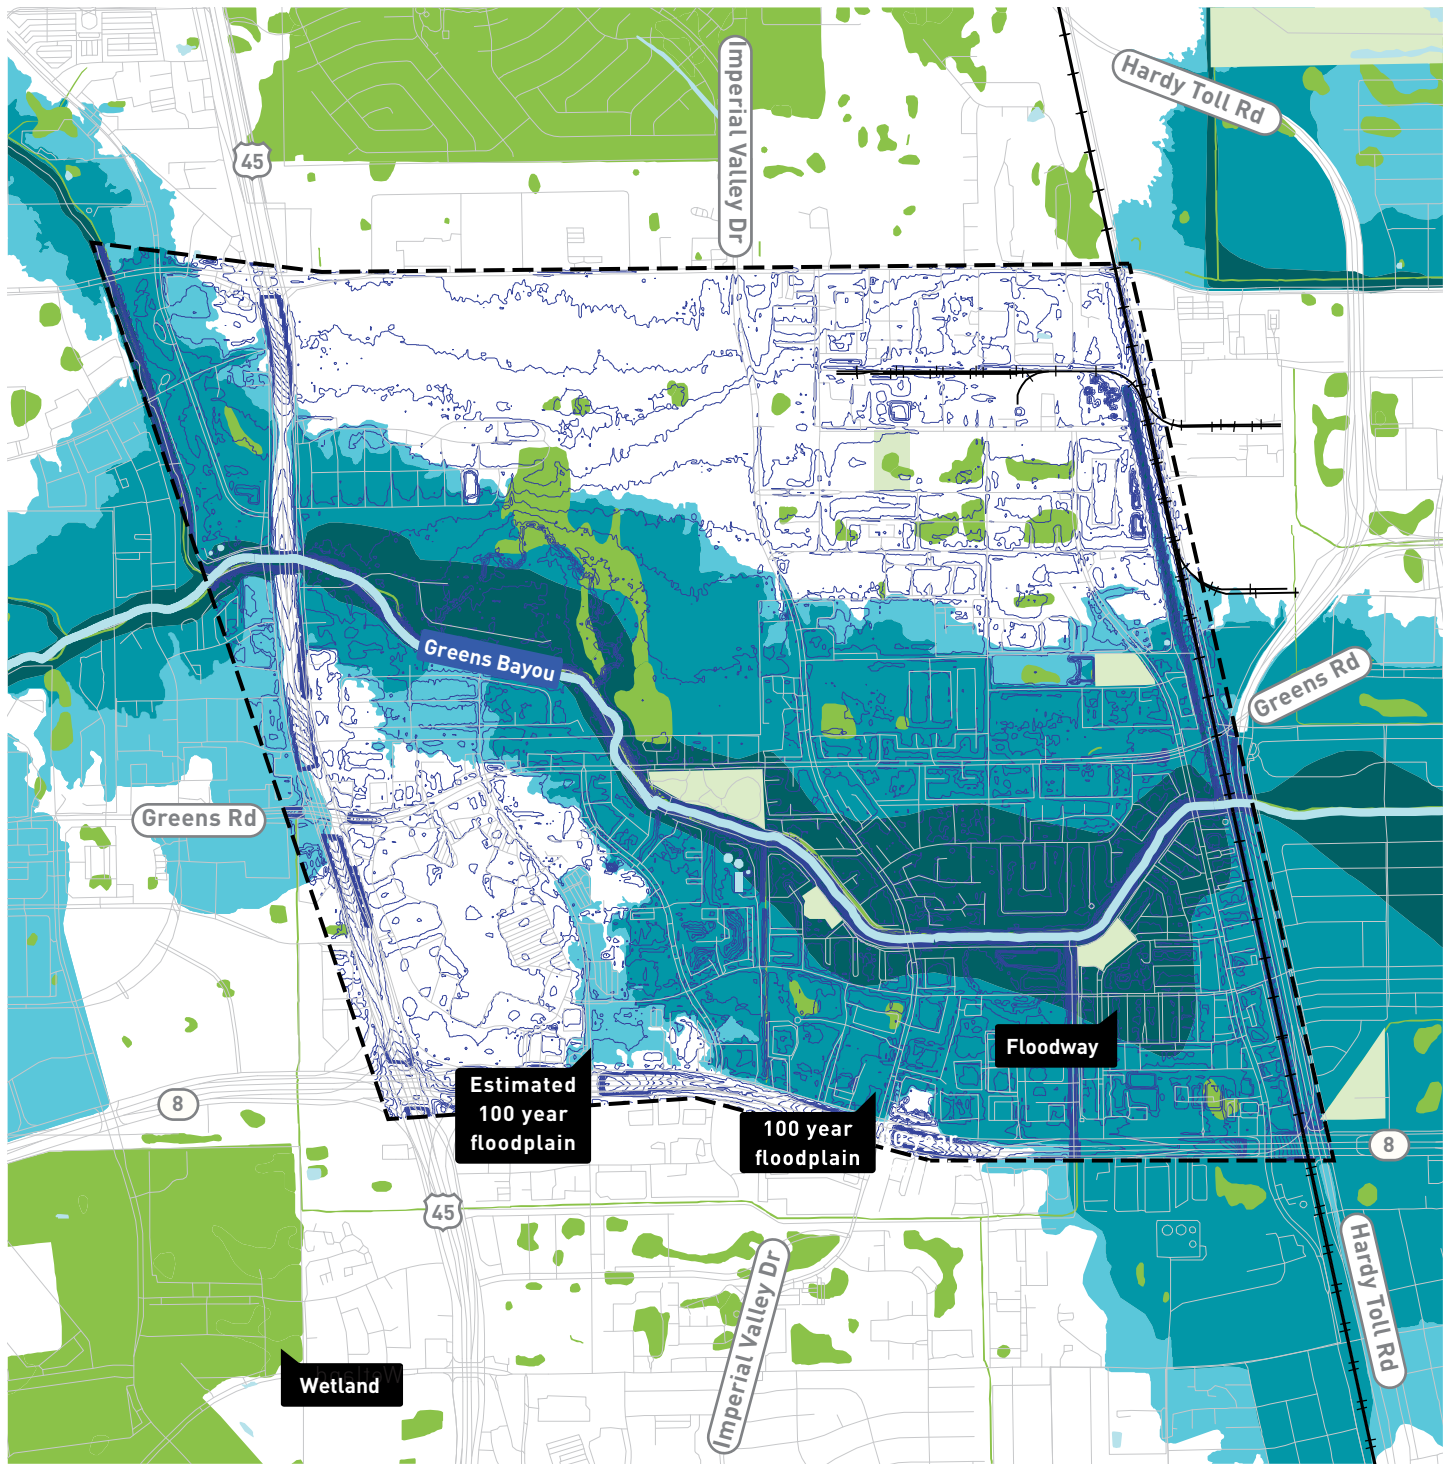 Imperial Valley Dr
Hardy Toll Rd
45
Greens Bayou
Greens Rd
Greens Rd
Floodway
Estimated
100 year
floodplain
100 year
floodplain
8
8
45
Imperial Valley Dr
Hardy Toll Rd
Wetland